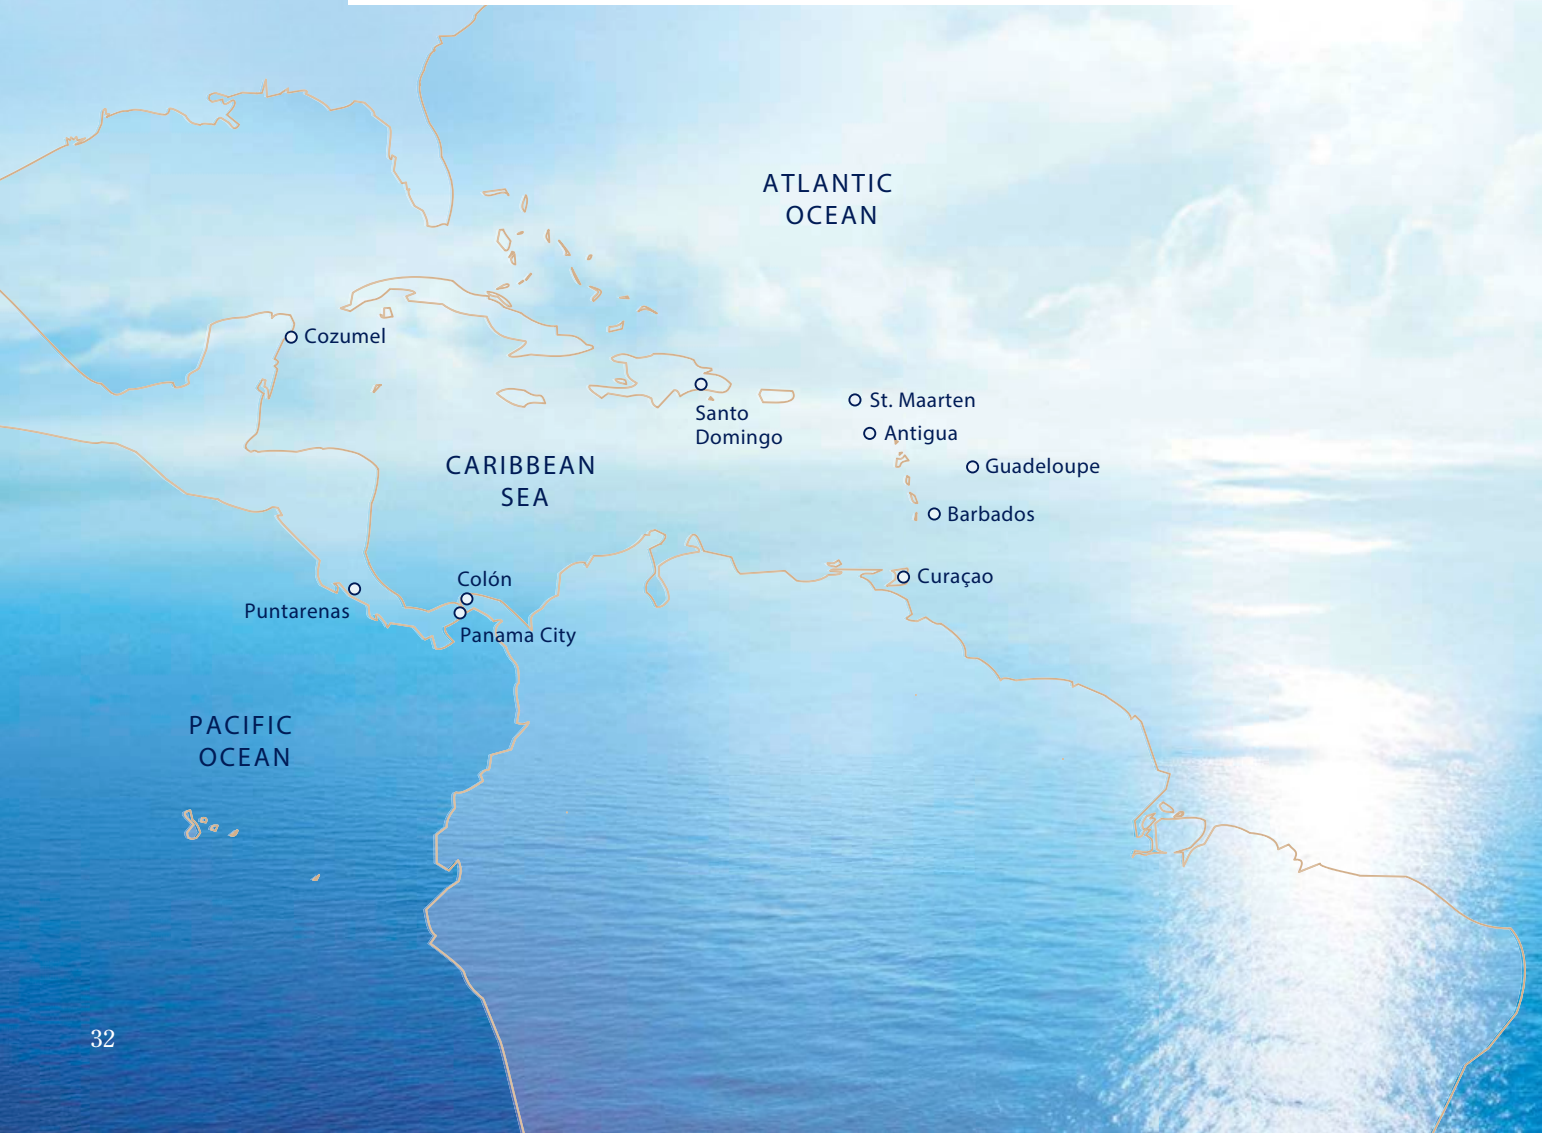 ATLANTIC
OCEAN
Cozumel
Santo
Domingo
St. Maarten
Antigua
CARIBBEAN
SEA
Guadeloupe
Barbados
Colón
Curaçao
Puntarenas
Panama City
PACIFIC
OCEAN
32